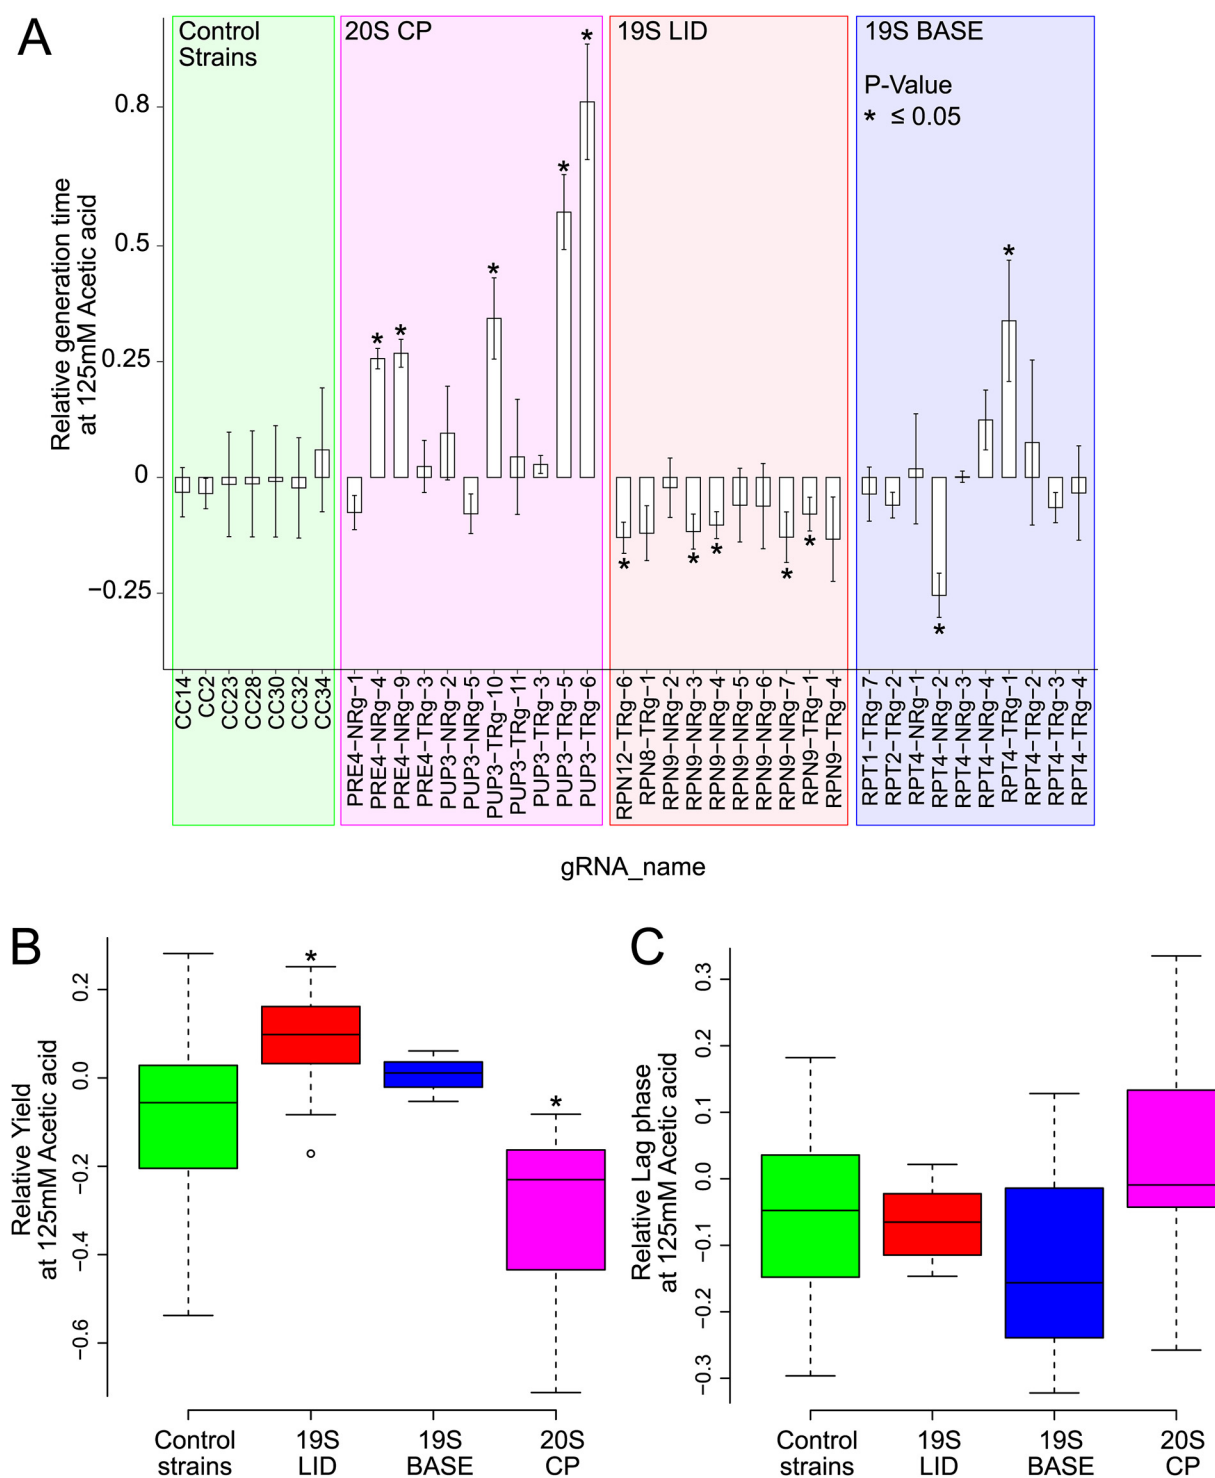 A
Control
Strains
20S CP
19S LID
19S BASE
P-Value
* ≤ 0.05
Relative generation time
at 125mM Acetic acid
0.8
0.5
0.25
0
−0.25
*
*
*
*
*
*
*
*
*
*
*
*
CC14
CC2
CC23
CC28
CC30
CC32
CC34
PRE4−NRg−1
PRE4−NRg−4
PRE4−NRg−9
PRE4−TRg−3
PUP3−NRg−2
PUP3−NRg−5
PUP3−TRg−10
PUP3−TRg−11
PUP3−TRg−3
PUP3−TRg−5
PUP3−TRg−6
RPN12−TRg−6
RPN8−TRg−1
RPN9−NRg−2
RPN9−NRg−3
RPN9−NRg−4
RPN9−NRg−5
RPN9−NRg−6
RPN9−NRg−7
RPN9−TRg−1
RPN9−TRg−4
RPT1−TRg−7
RPT2−TRg−2
RPT4−NRg−1
RPT4−NRg−2
RPT4−NRg−3
RPT4−NRg−4
RPT4−TRg−1
RPT4−TRg−2
RPT4−TRg−3
RPT4−TRg−4
gRNA_name
B
Relative Yield
at 125mM Acetic acid
0.2
0.0
−0.2
−0.4
−0.6
*
*
Control
strains
19S
LID
19S
BASE
20S
CP
C
Relative Lag phase
at 125mM Acetic acid
0.3
0.2
0.1
0.0
−0.1
−0.2
−0.3
Control
strains
19S
LID
19S
BASE
20S
CP